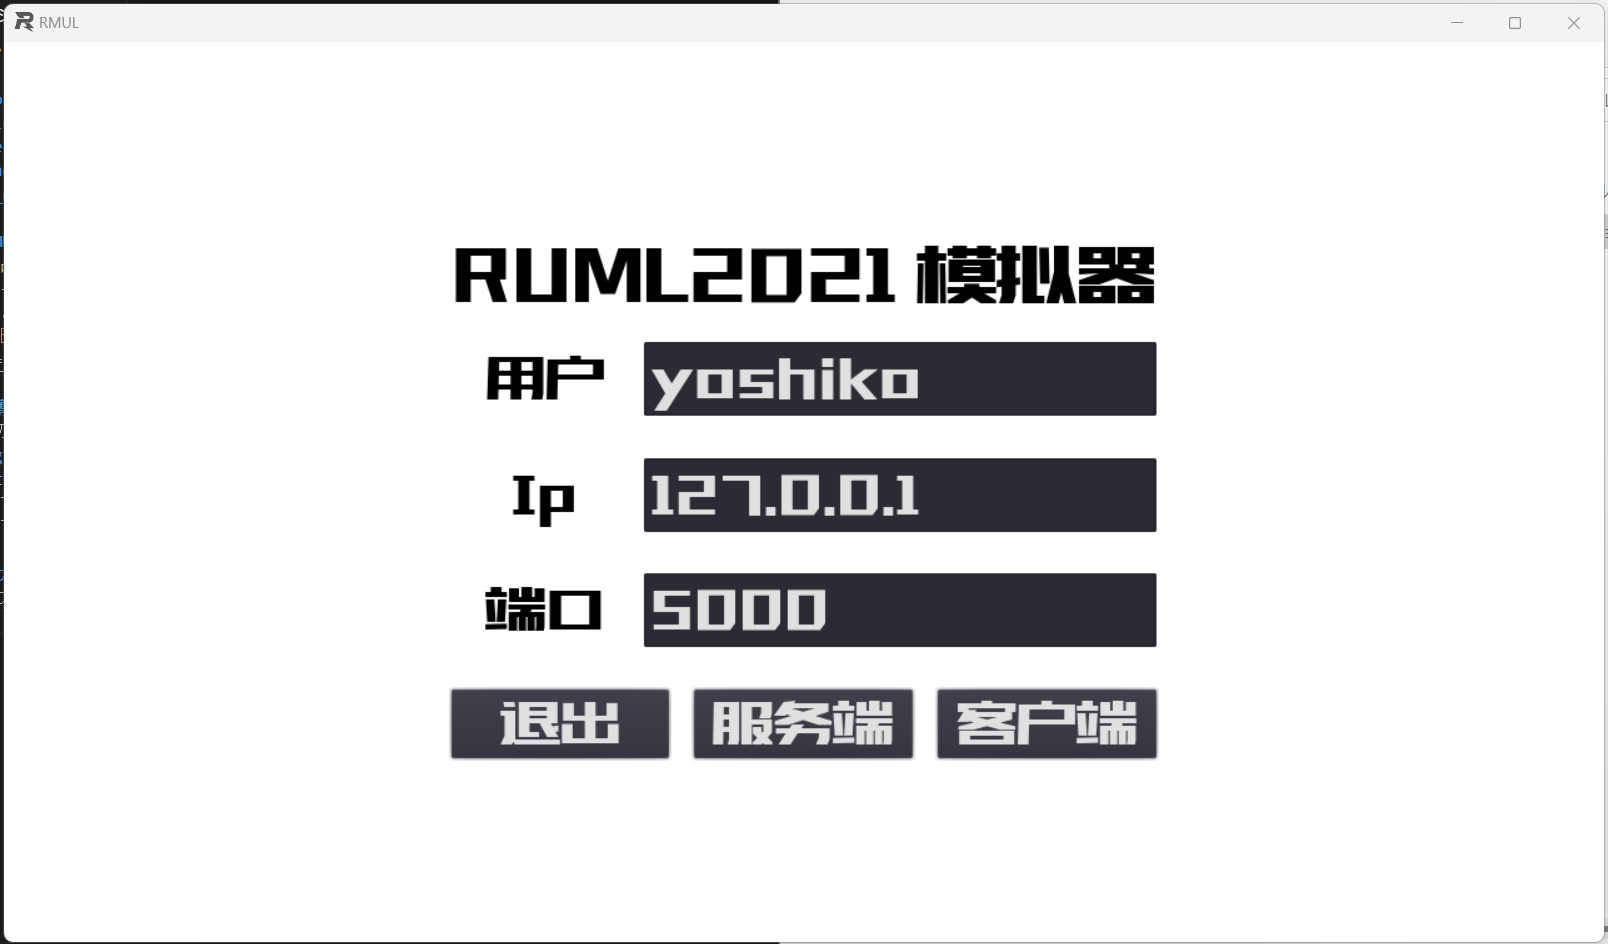 RMUL
RUML2021 模拟器
用户 yoshiko
Ip 127.0.0.1
端口 5000
退出 服务端 客户端